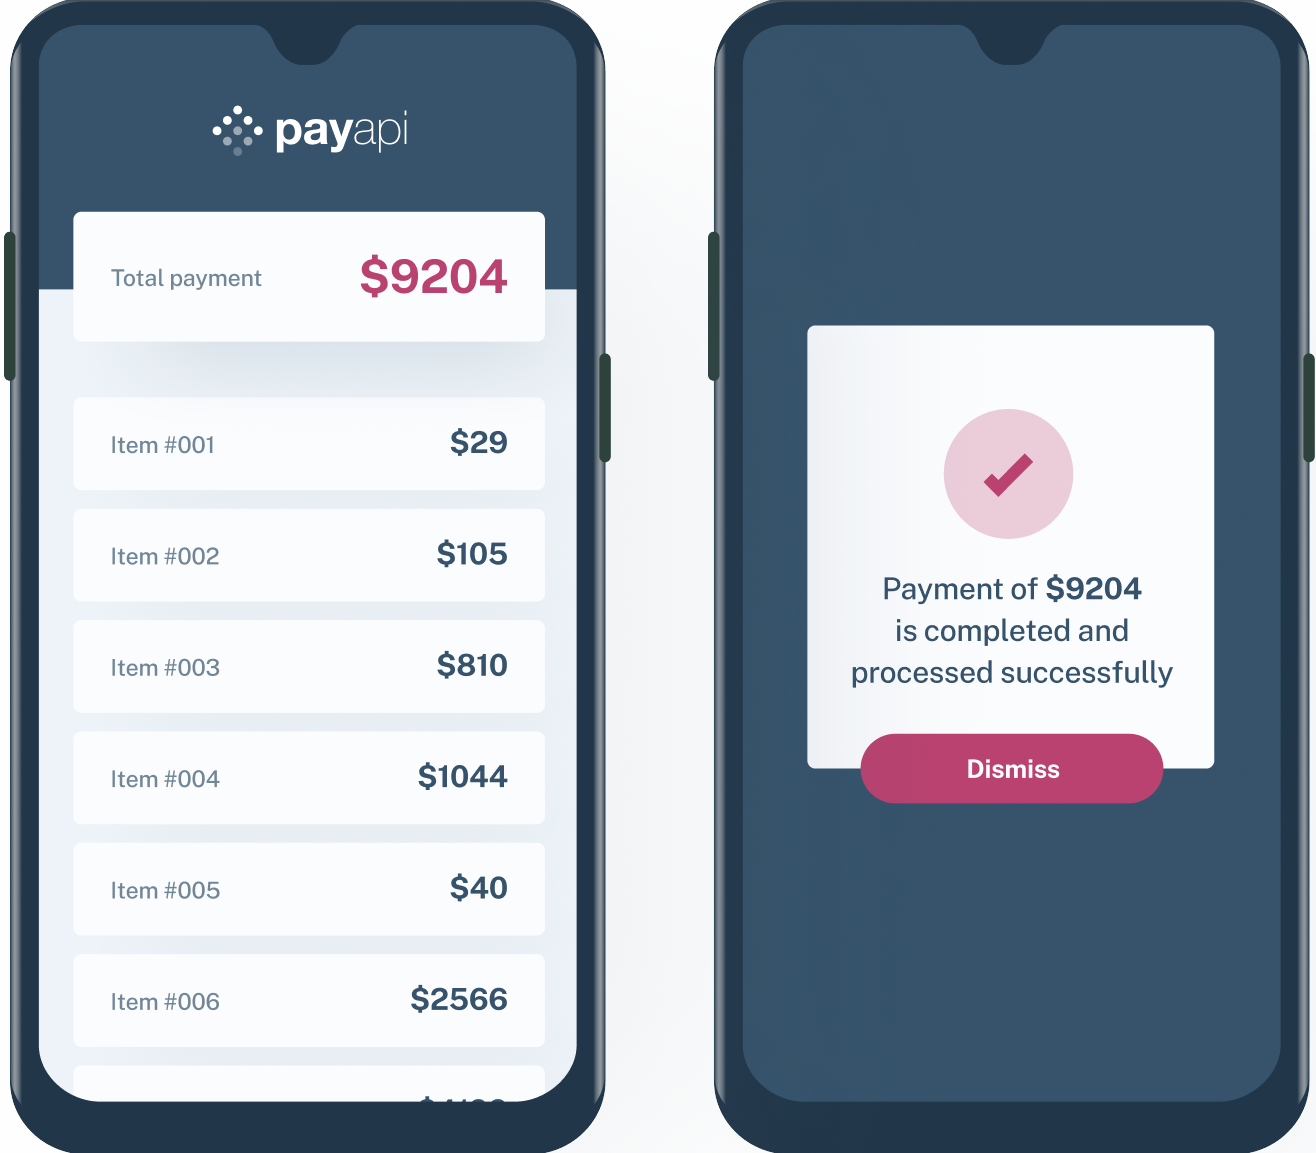 payapi
Total payment $9204
Item #001 $29
Item #002 $105
Item #003 $810
Item #004 $1044
Item #005 $40
Item #006 $2566
Payment of $9204
is completed and
processed successfully
Dismiss